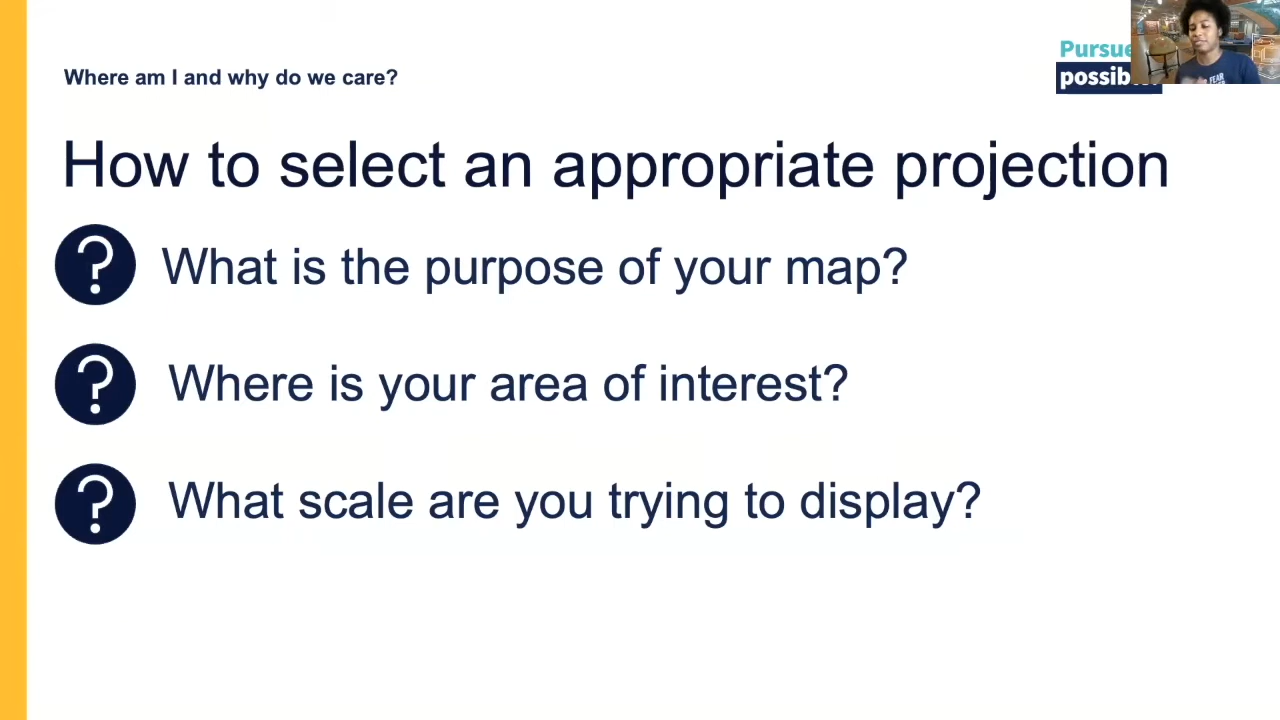 Where am I and why do we care?
Pursue
How to select an appropriate projection
What is the purpose of your map?
Where is your area of interest?
What scale are you trying to display?
FEAR